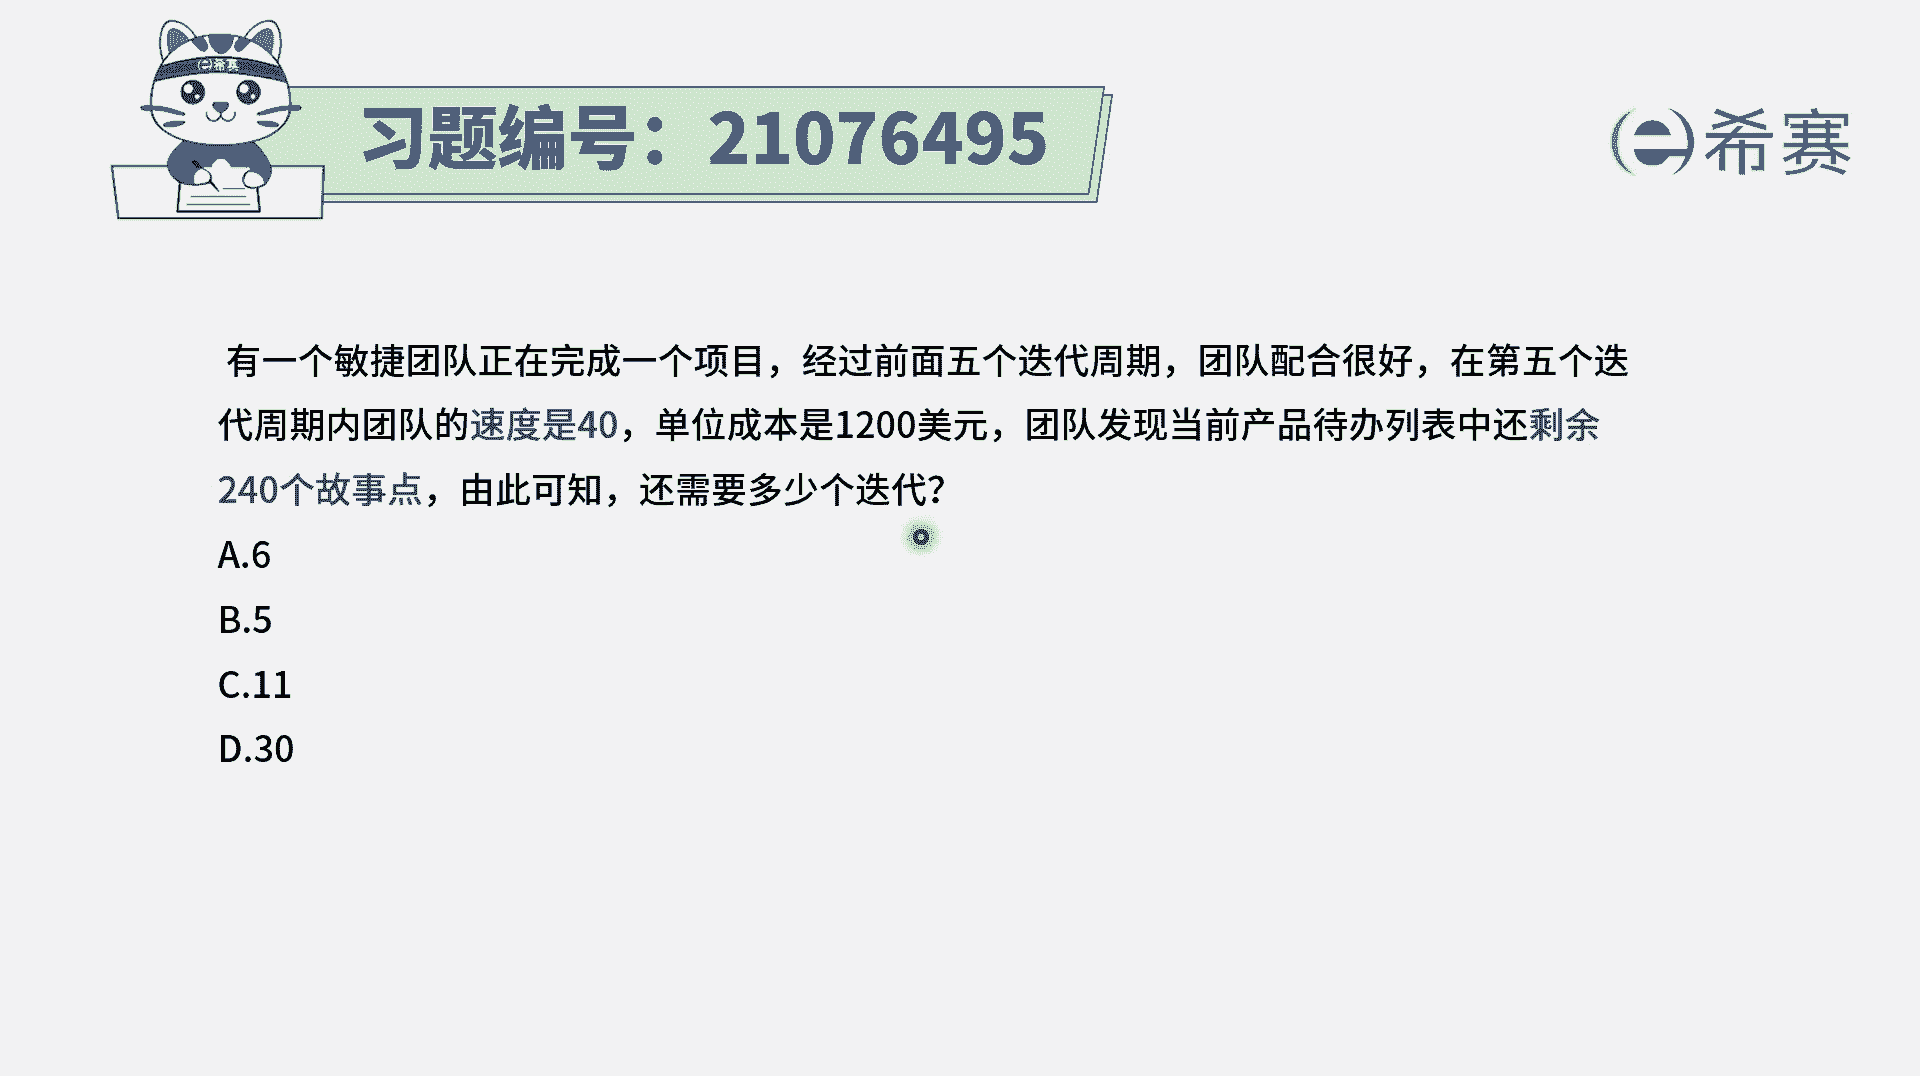 希赛
习题编号：21076495
希赛
有一个敏捷团队正在完成一个项目，经过前面五个迭代周期，团队配合很好，在第五个迭
代周期内团队的速度是40，单位成本是1200美元，团队发现当前产品待办列表中还剩余
240个故事点，由此可知，还需要多少个迭代？
A.6
B.5
C.11
D.30